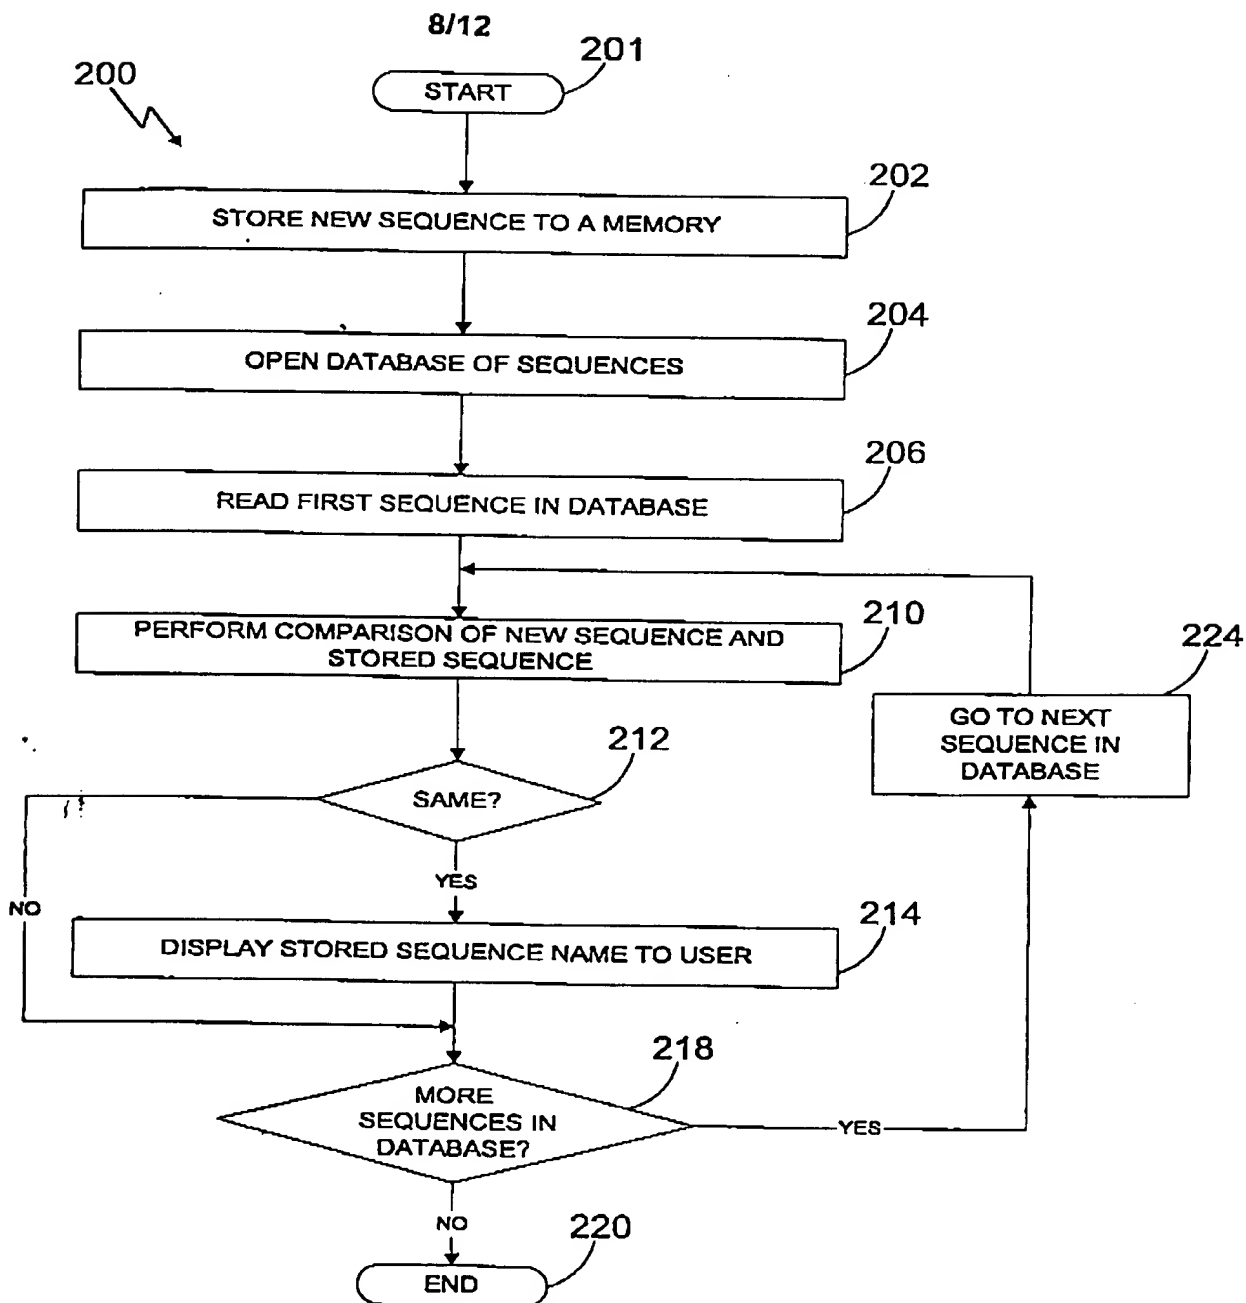 8/12
200
START
201
STORE NEW SEQUENCE TO A MEMORY
202
OPEN DATABASE OF SEQUENCES
204
READ FIRST SEQUENCE IN DATABASE
206
PERFORM COMPARISON OF NEW SEQUENCE AND
STORED SEQUENCE
210
GO TO NEXT
SEQUENCE IN
DATABASE
224
SAME?
212
NO
YES
DISPLAY STORED SEQUENCE NAME TO USER
214
MORE
SEQUENCES IN
DATABASE?
218
YES
NO
END
220